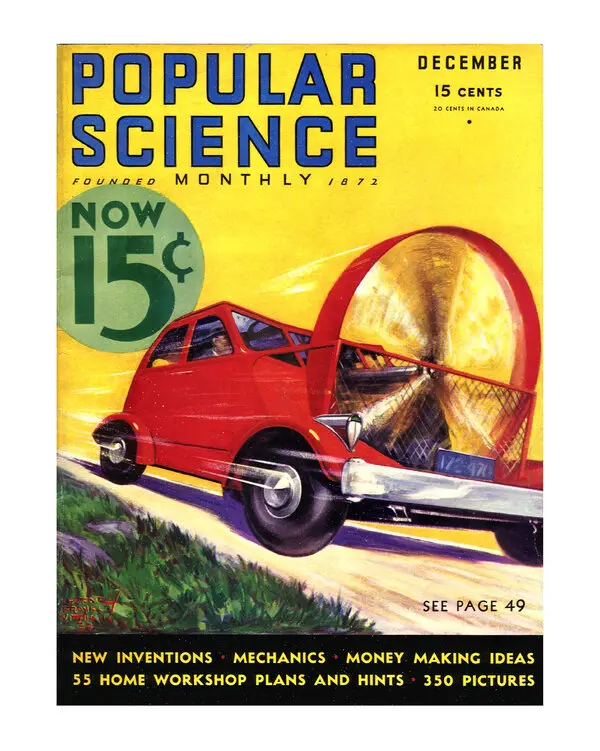 POPULAR
SCIENCE
FOUNDED MONTHLY 1872
DECEMBER
15 CENTS
20 CENTS IN CANADA
NOW
15¢
SEE PAGE 49
NEW INVENTIONS • MECHANICS • MONEY MAKING IDEAS
55 HOME WORKSHOP PLANS AND HINTS • 350 PICTURES